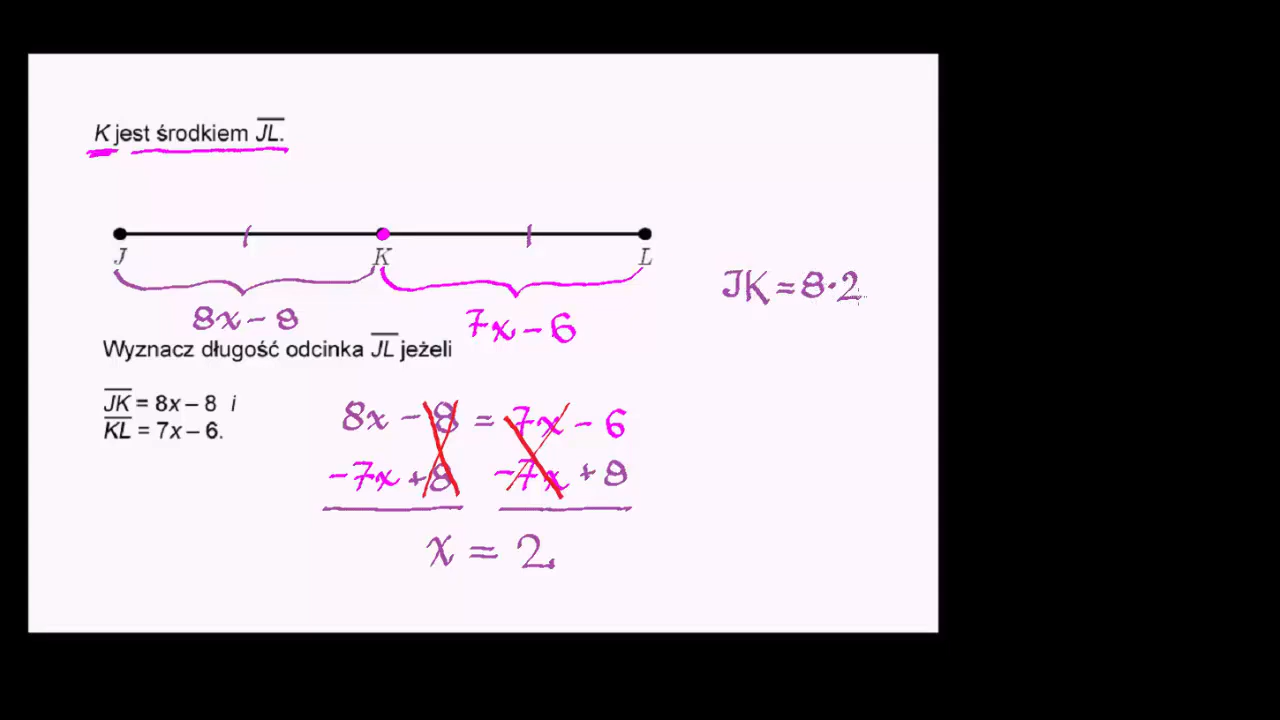 K jest środkiem JL.
J K L
8x – 8 7x – 6
JK = 8·2
Wyznacz długość odcinka JL jeżeli
JK = 8x – 8 i
KL = 7x – 6.
8x – 8 = 7x – 6
–7x + 8 –7x + 8
x = 2.